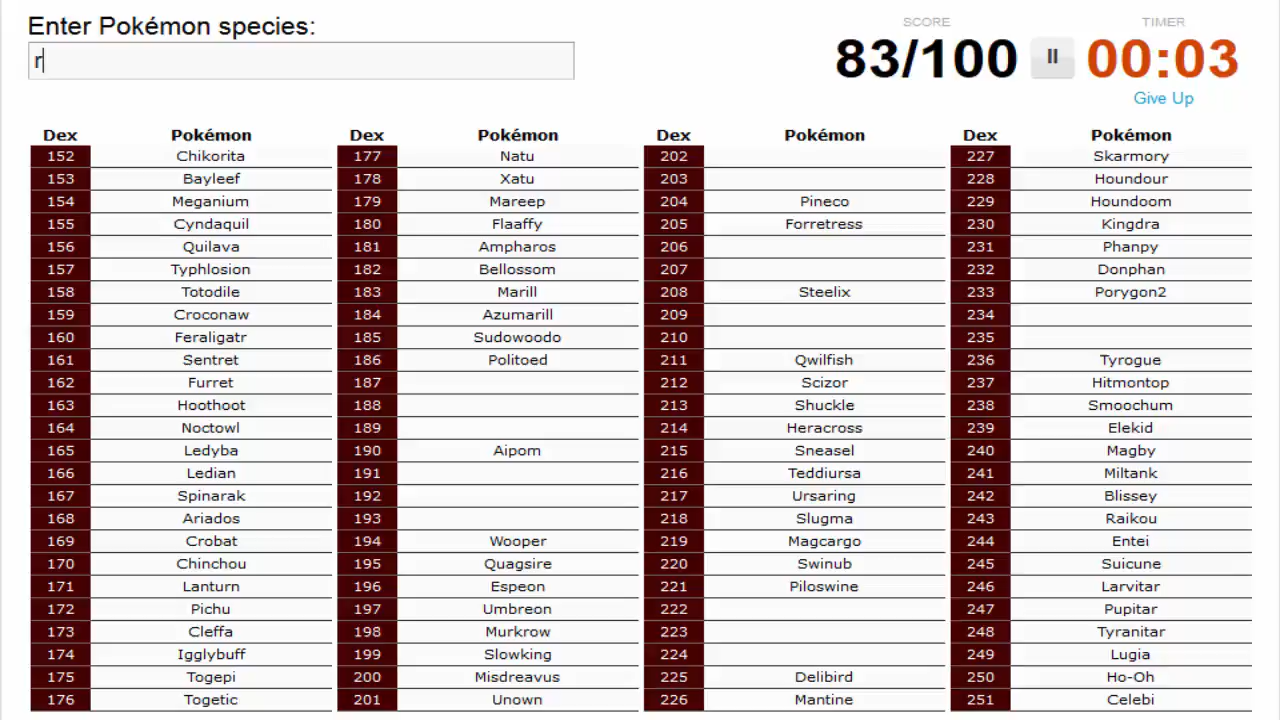 Enter Pokémon species:
r
SCORE
83/100
TIMER
00:03
Give Up
Dex Pokémon Dex Pokémon Dex Pokémon Dex Pokémon
152 Chikorita 177 Natu 202 227 Skarmory
153 Bayleef 178 Xatu 203 228 Houndour
154 Meganium 179 Mareep 204 Pineco 229 Houndoom
155 Cyndaquil 180 Flaaffy 205 Forretress 230 Kingdra
156 Quilava 181 Ampharos 206 231 Phanpy
157 Typhlosion 182 Bellossom 207 232 Donphan
158 Totodile 183 Marill 208 Steelix 233 Porygon2
159 Croconaw 184 Azumarill 209 234
160 Feraligatr 185 Sudowoodo 210 235
161 Sentret 186 Politoed 211 Qwilfish 236 Tyrogue
162 Furret 187 212 Scizor 237 Hitmontop
163 Hoothoot 188 213 Shuckle 238 Smoochum
164 Noctowl 189 214 Heracross 239 Elekid
165 Ledyba 190 Aipom 215 Sneasel 240 Magby
166 Ledian 191 216 Teddiursa 241 Miltank
167 Spinarak 192 217 Ursaring 242 Blissey
168 Ariados 193 218 Slugma 243 Raikou
169 Crobat 194 Wooper 219 Magcargo 244 Entei
170 Chinchou 195 Quagsire 220 Swinub 245 Suicune
171 Lanturn 196 Espeon 221 Piloswine 246 Larvitar
172 Pichu 197 Umbreon 222 247 Pupitar
173 Cleffa 198 Murkrow 223 248 Tyranitar
174 Igglybuff 199 Slowking 224 249 Lugia
175 Togepi 200 Misdreavus 225 Delibird 250 Ho-Oh
176 Togetic 201 Unown 226 Mantine 251 Celebi